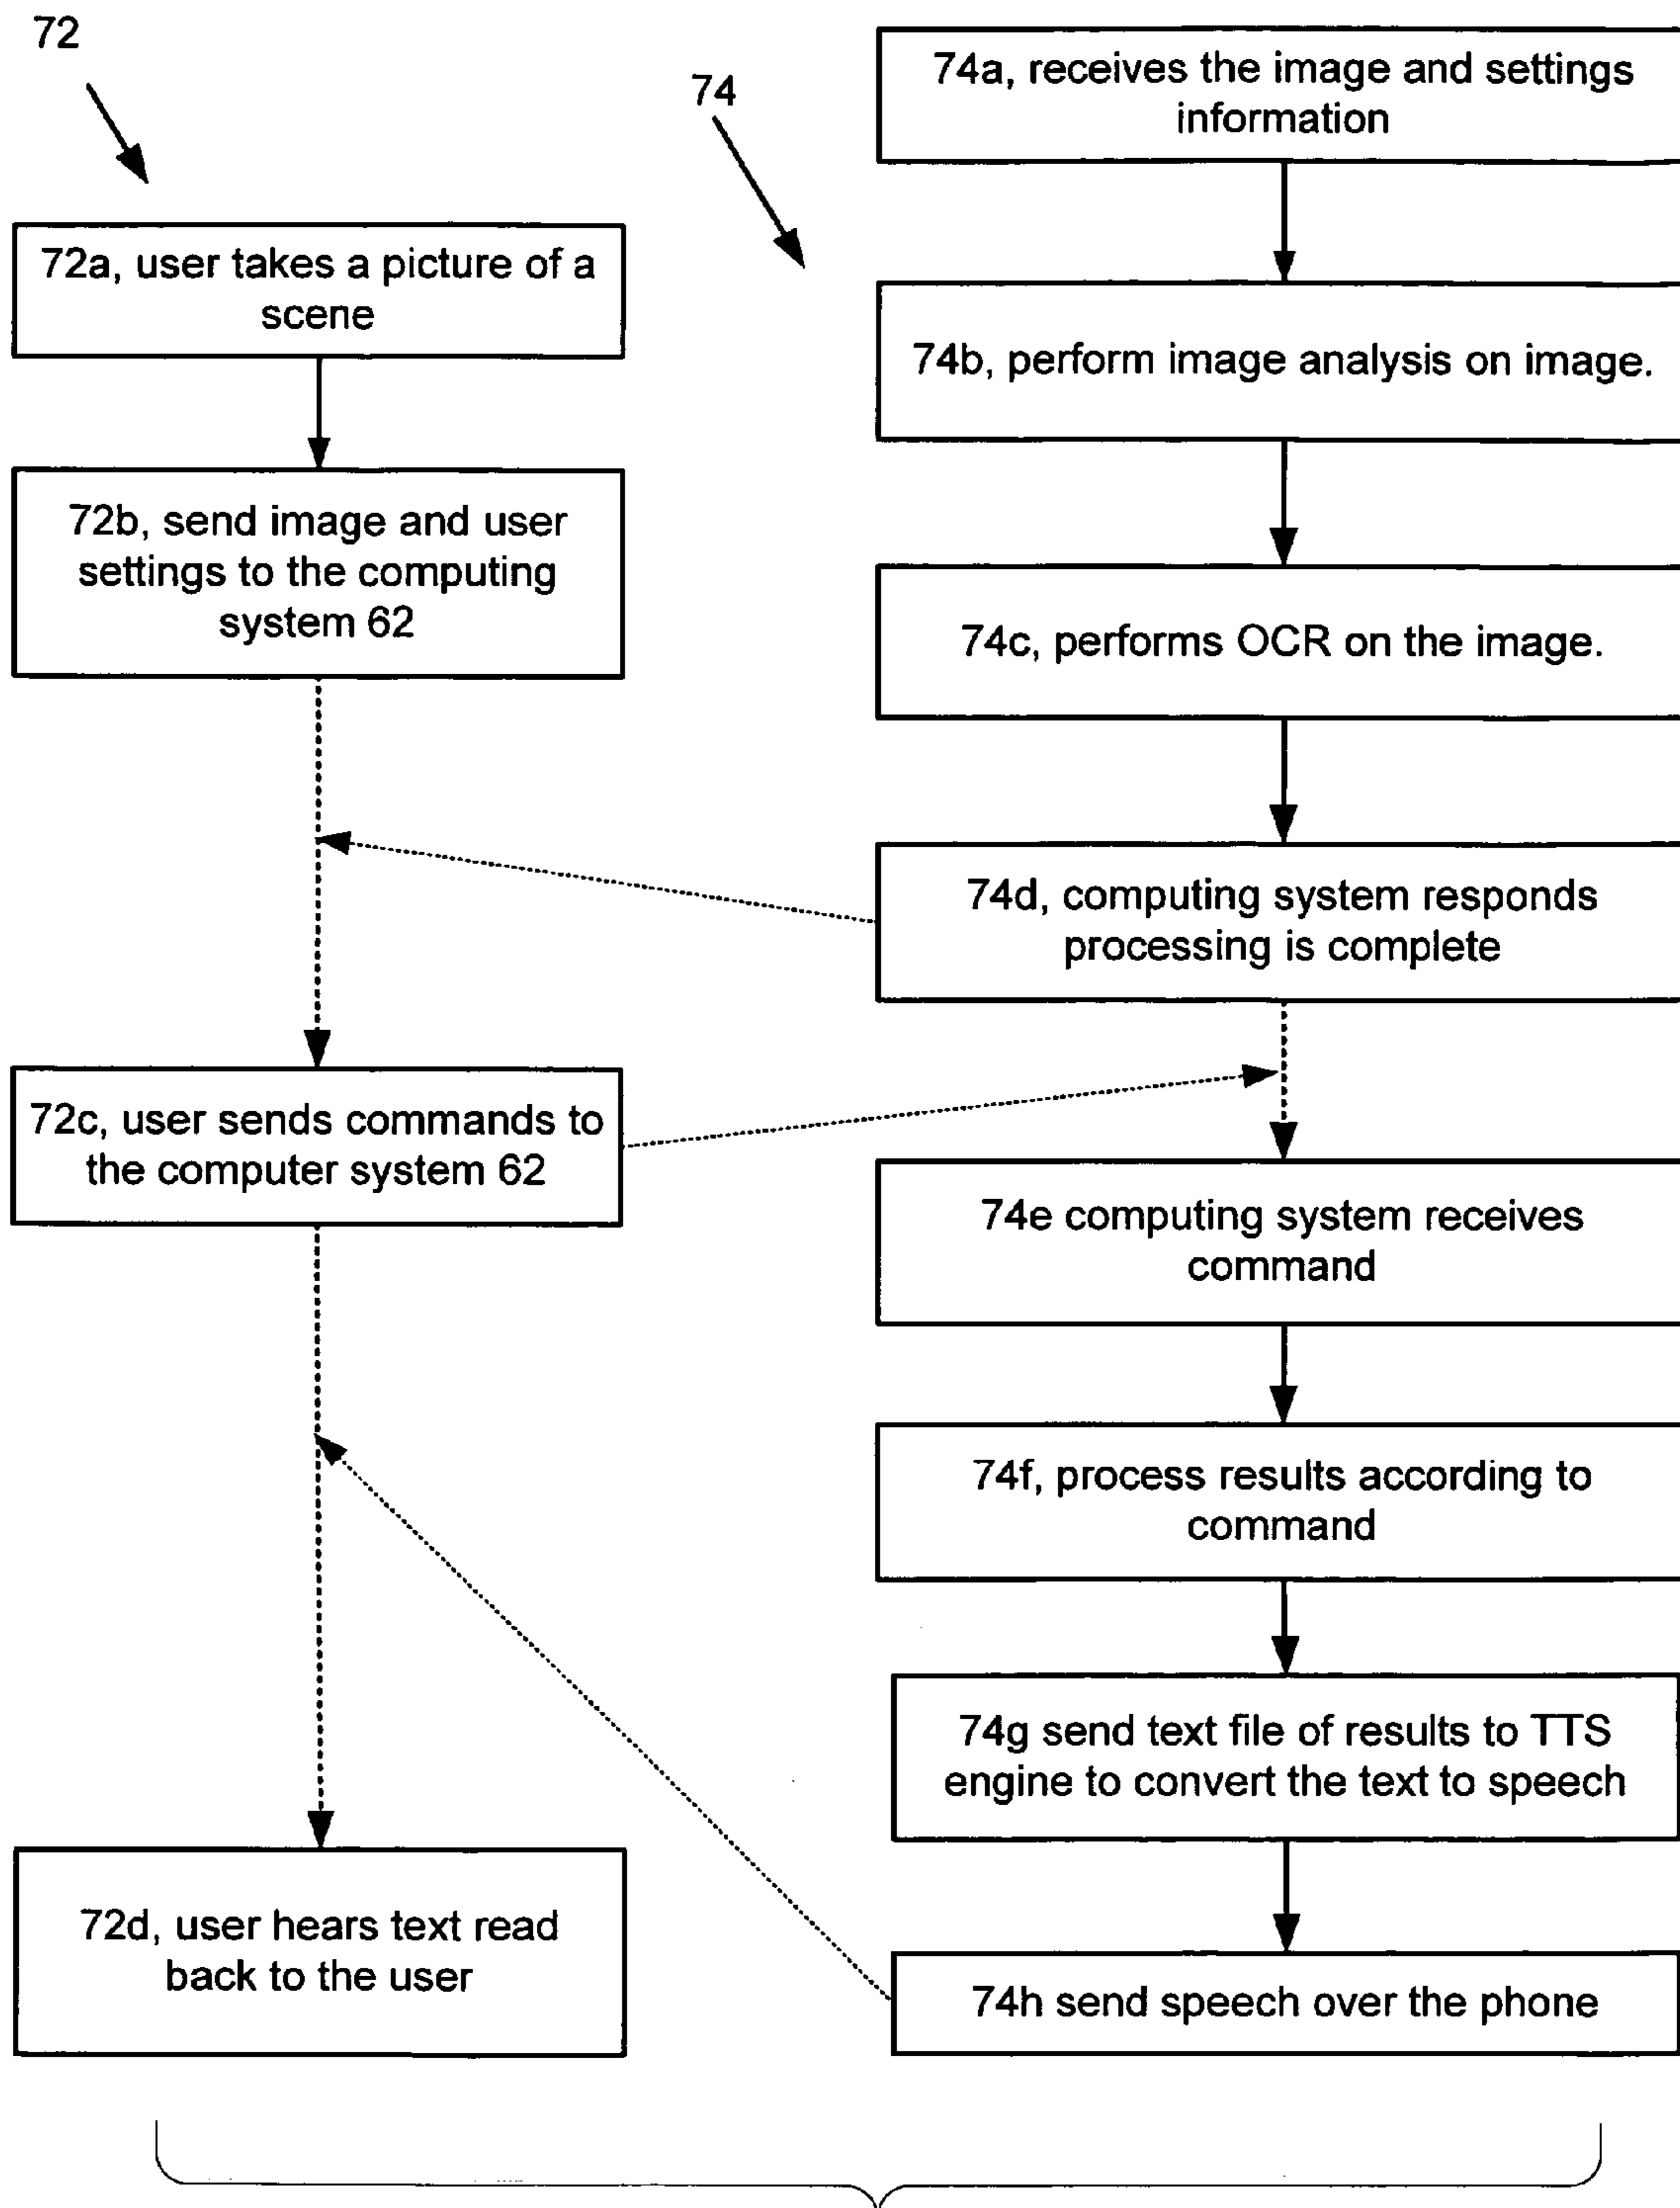 72
72a, user takes a picture of a
scene
72b, send image and user
settings to the computing
system 62
72c, user sends commands to
the computer system 62
72d, user hears text read
back to the user
74
74a, receives the image and settings
information
74b, perform image analysis on image.
74c, performs OCR on the image.
74d, computing system responds
processing is complete
74e computing system receives
command
74f, process results according to
command
74g send text file of results to TTS
engine to convert the text to speech
74h send speech over the phone